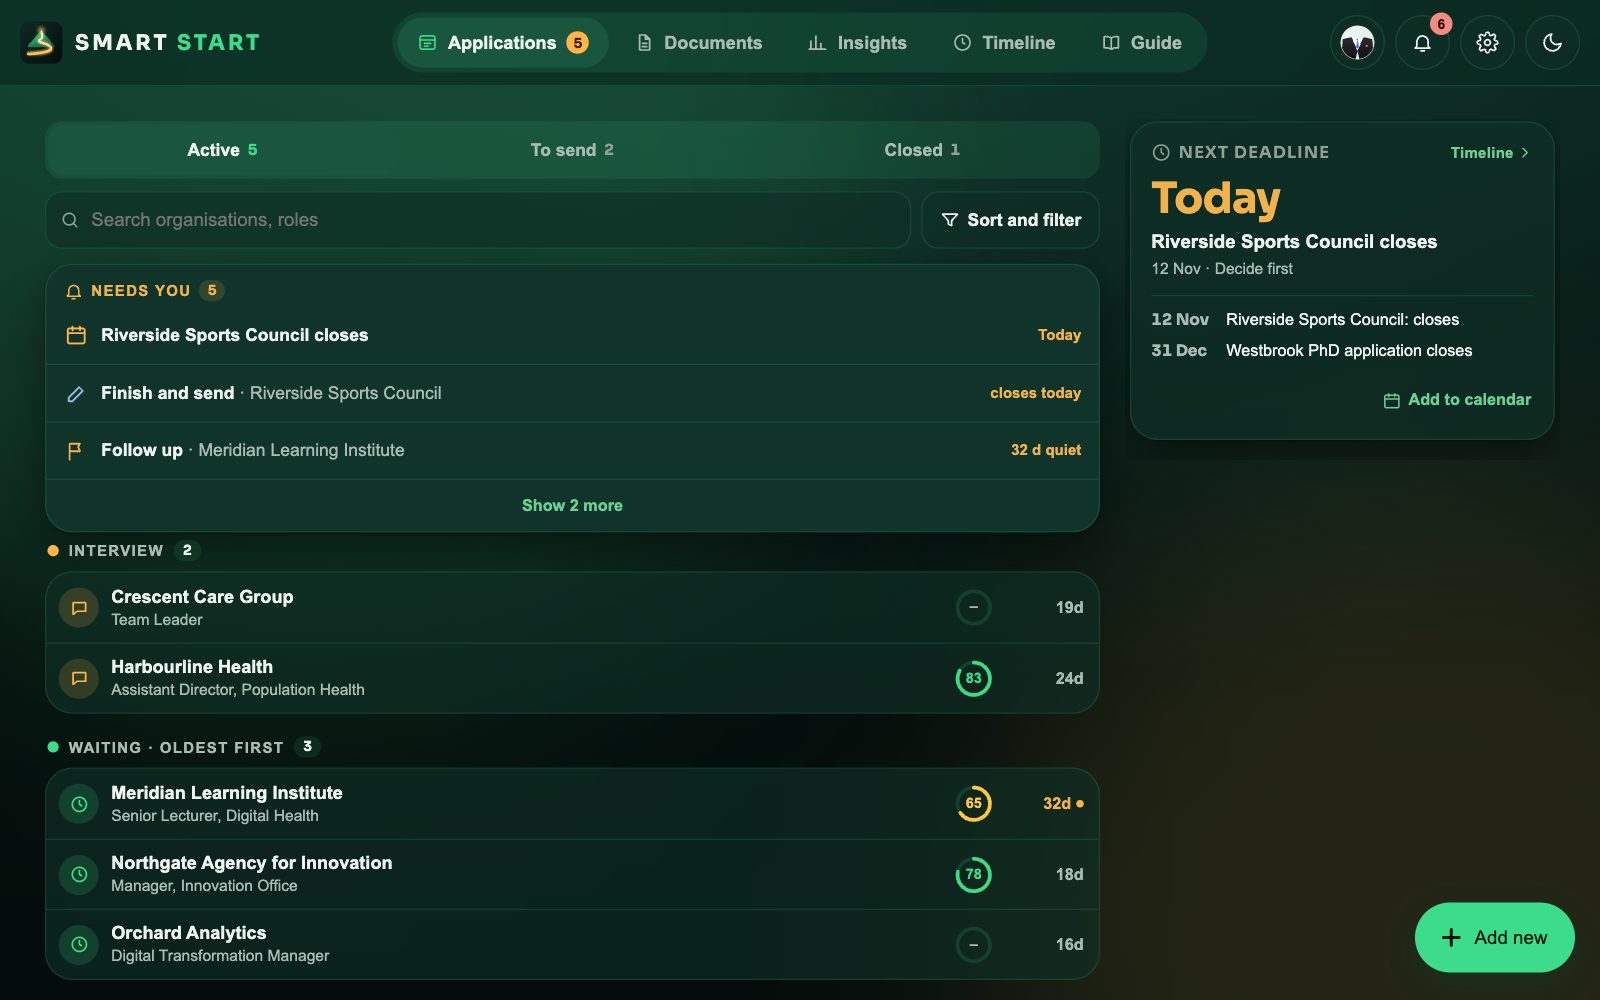 SMART START
Applications 5
Documents
Insights
Timeline
Guide
6
Active 5
To send 2
Closed 1
Search organisations, roles
Sort and filter
NEEDS YOU 5
Riverside Sports Council closes
Today
Finish and send · Riverside Sports Council
closes today
Follow up · Meridian Learning Institute
32 d quiet
Show 2 more
INTERVIEW 2
Crescent Care Group
Team Leader
–
19d
Harbourline Health
Assistant Director, Population Health
83
24d
WAITING · OLDEST FIRST 3
Meridian Learning Institute
Senior Lecturer, Digital Health
65
32d
Northgate Agency for Innovation
Manager, Innovation Office
78
18d
Orchard Analytics
Digital Transformation Manager
–
16d
NEXT DEADLINE
Timeline
Today
Riverside Sports Council closes
12 Nov · Decide first
12 Nov Riverside Sports Council: closes
31 Dec Westbrook PhD application closes
Add to calendar
Add new